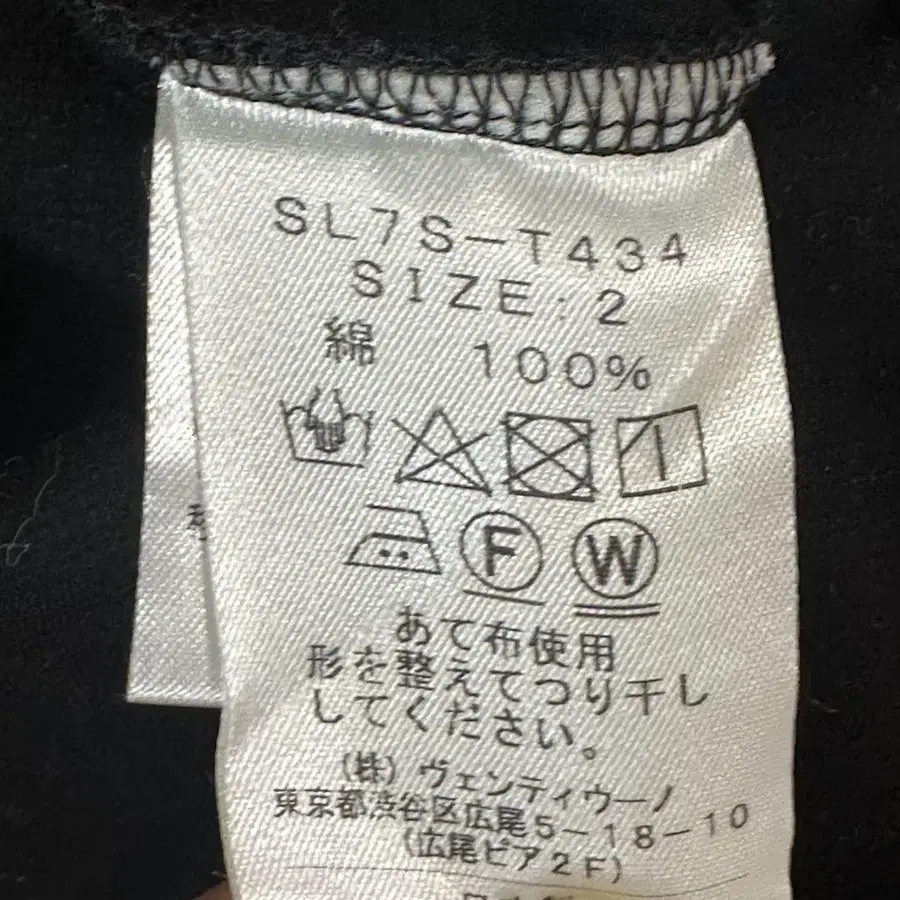 SL7S-T434
SIZE:2
綿 100%
F W
あて布使用
形を整えてつり干し
してください。
(株)ヴェンティウーノ
東京都渋谷区広尾5-18-10
(広尾ピア2F)